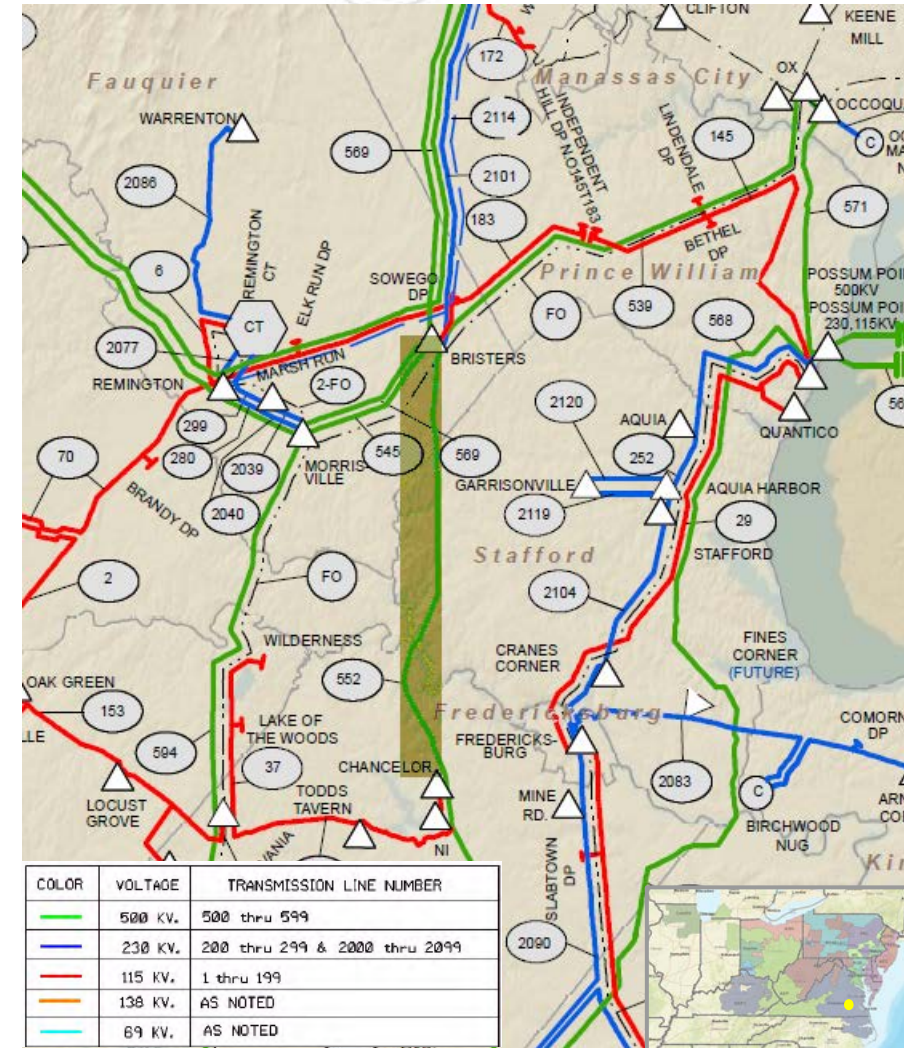 CLIFTON
KEENE
MILL
172
Fauquier
Manassas City
OX
WARRENTON
2114
INDEPENDENT
HILL DP N.O145T183
LINDENDALE
DP
145
OCCOQU
C
569
2086
2101
183
571
BETHEL
DP
6
REMINGTON
CT
ELK RUN DP
SOWEGO
DP
Prince William
POSSUM POI
500KV
POSSUM POI
230,115KV
CT
FO
539
568
2077
BRISTERS
MARSH RUN
REMINGTON
2-FO
56
2120
AQUIA
QUANTICO
299
280
2039
2040
MORRIS-
VILLE
545
569
252
70
GARRISONVILLE
AQUIA HARBOR
BRANDY DP
2119
29
STAFFORD
Stafford
2
FO
2104
WILDERNESS
CRANES
CORNER
FINES
CORNER
(FUTURE)
OAK GREEN
552
153
LAKE OF
THE WOODS
Fredericksburg
COMORN
DP
LLE
FREDERICKS-
BURG
594
37
CHANCELOR
2083
TODDS
TAVERN
MINE
RD.
C
LOCUST
GROVE
BIRCHWOOD
NUG
ARN
CO
VANIA
NI
SLABTOWN
DP
Kin
2090
COLOR VOLTAGE TRANSMISSION LINE NUMBER
500 KV. 500 thru 599
230 KV. 200 thru 299 & 2000 thru 2099
115 KV. 1 thru 199
138 KV. AS NOTED
69 KV. AS NOTED